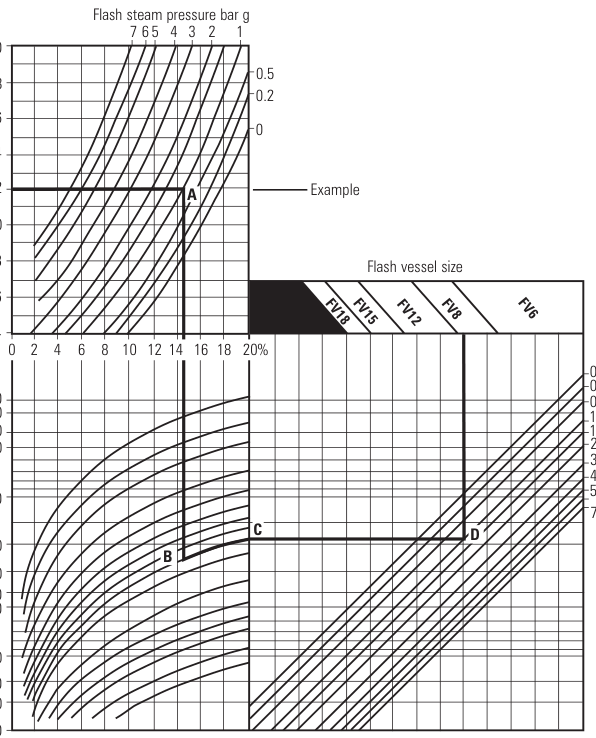 Flash steam pressure bar g
7 6 5 4 3 2 1
0.5
0.2
0
A
Example
Flash vessel size
FV18 FV15 FV12 FV8 FV6
0 2 4 6 8 10 12 14 16 18 20%
C
D
B
1
2
3
4
5
7